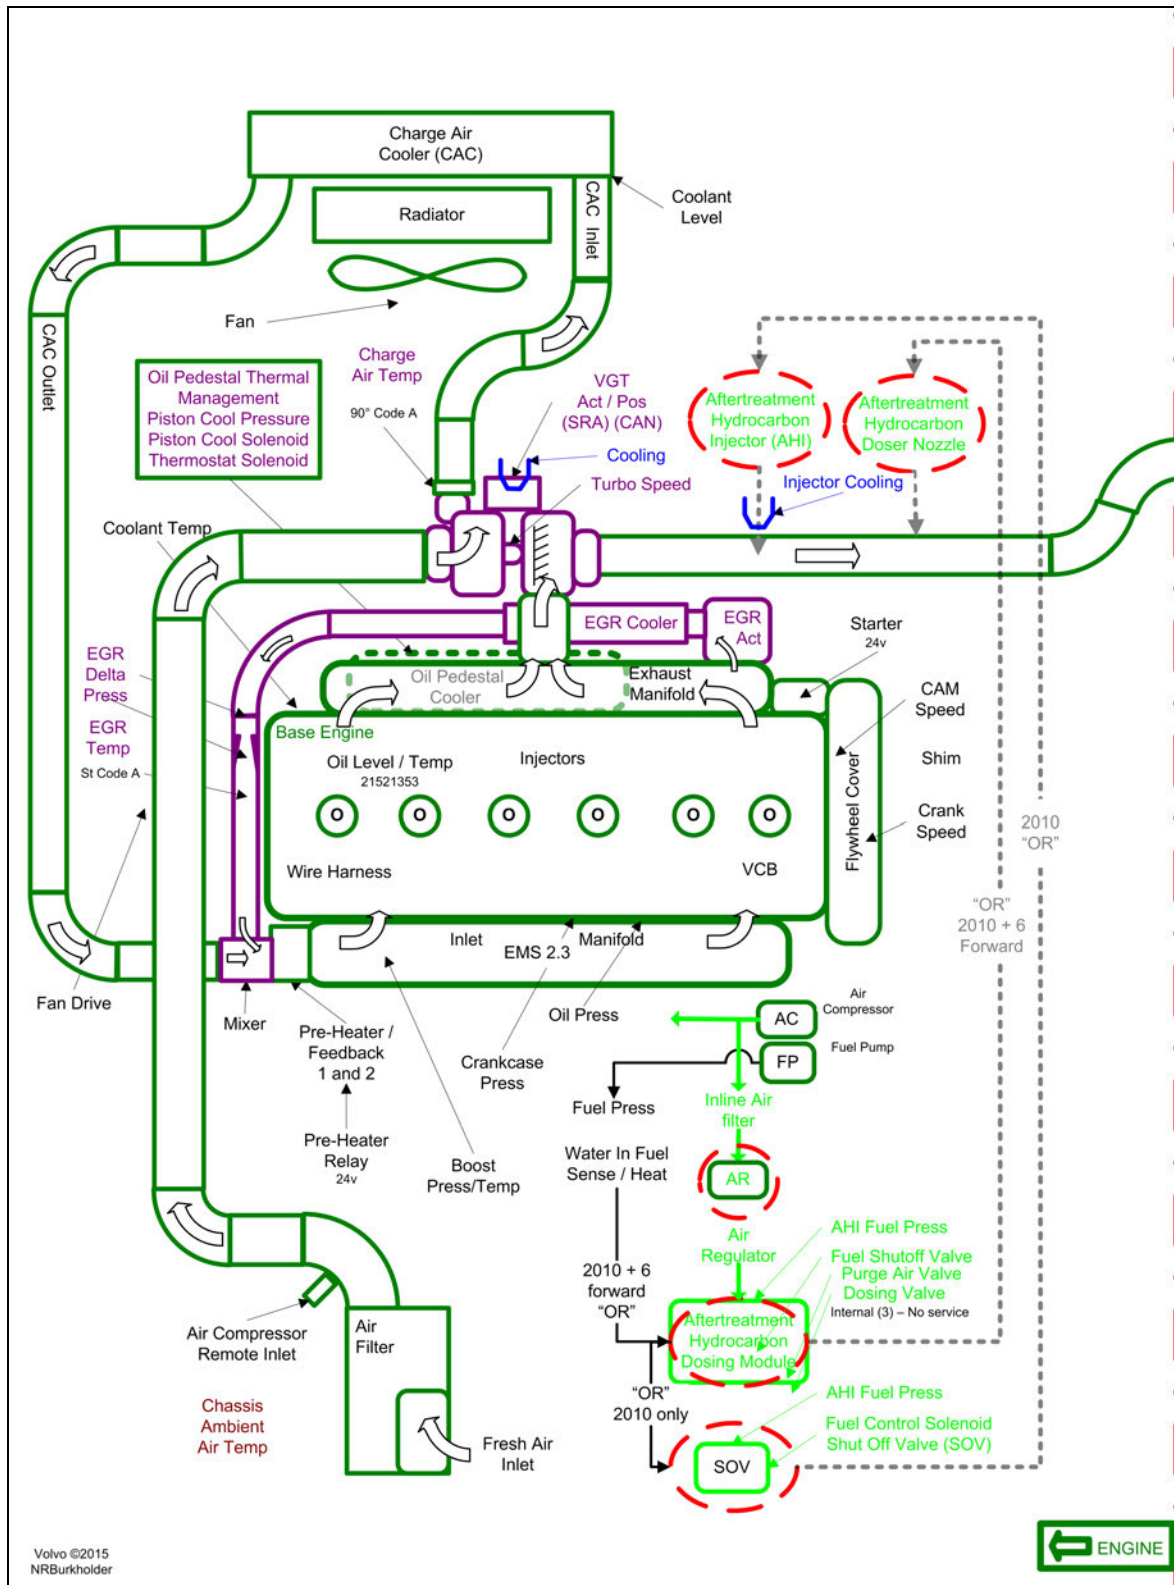 Charge Air
Cooler (CAC)
Radiator
CAC Inlet
Coolant
Level
CAC Outlet
Fan
Oil Pedestal Thermal
Management
Piston Cool Pressure
Piston Cool Solenoid
Thermostat Solenoid
Charge
Air Temp
90° Code A
VGT
Act / Pos
(SRA) (CAN)
Cooling
Turbo Speed
Aftertreatment
Hydrocarbon
Injector (AHI)
Aftertreatment
Hydrocarbon
Doser Nozzle
Injector Cooling
Coolant Temp
EGR Cooler
EGR
Act
Starter
24v
EGR
Delta
Press
EGR
Temp
St Code A
Oil Pedestal
Cooler
Exhaust
Manifold
CAM
Speed
Shim
Crank
Speed
Flywheel Cover
Base Engine
Oil Level / Temp
21521353
Injectors
O
O
O
O
O
O
Wire Harness
VCB
2010
“OR”
“OR”
2010 + 6
Forward
Inlet
Manifold
EMS 2.3
Fan Drive
Mixer
Pre-Heater /
Feedback
1 and 2
Oil Press
Crankcase
Press
Pre-Heater
Relay
24v
Boost
Press/Temp
AC
Air
Compressor
FP
Fuel Pump
Fuel Press
Inline Air
filter
Water In Fuel
Sense / Heat
AR
Air
Regulator
AHI Fuel Press
Fuel Shutoff Valve
Purge Air Valve
Dosing Valve
Internal (3) – No service
2010 + 6
forward
“OR”
Aftertreatment
Hydrocarbon
Dosing Module
“OR”
2010 only
AHI Fuel Press
Fuel Control Solenoid
Shut Off Valve (SOV)
SOV
Air Compressor
Remote Inlet
Air
Filter
Chassis
Ambient
Air Temp
Fresh Air
Inlet
Volvo ©2015
NRBurkholder
ENGINE